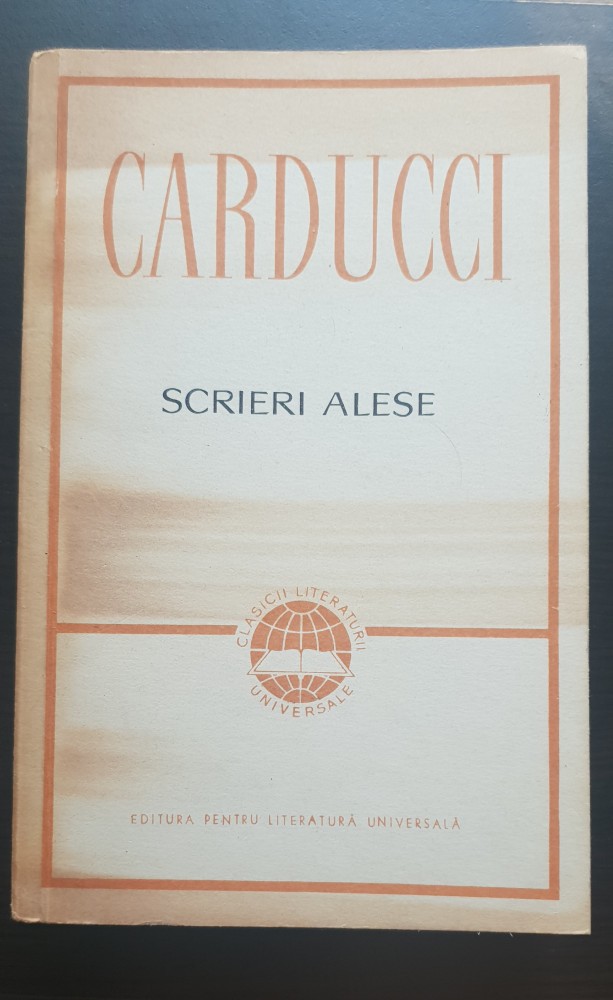 CARDUCCI
SCRIERI ALESE
CLASICII LITERATURII
UNIVERSALE
EDITURA PENTRU LITERATURĂ UNIVERSALĂ